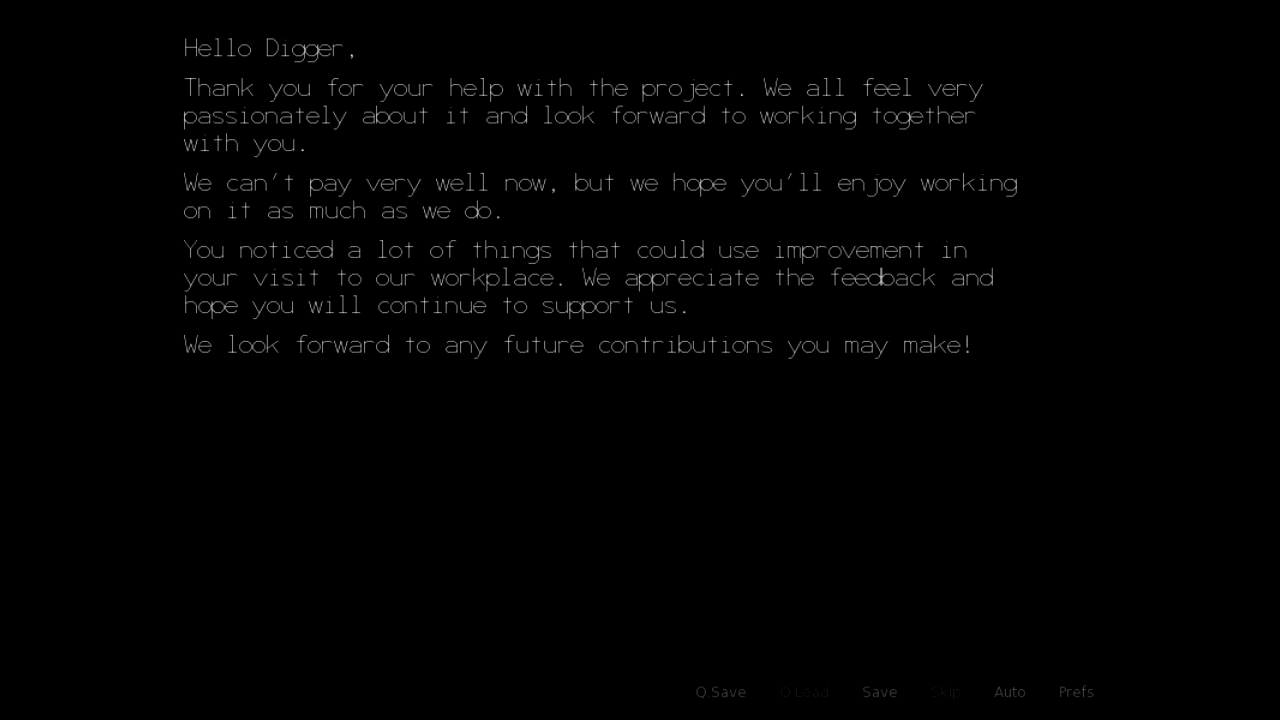 Hello Digger,
Thank you for your help with the project. We all feel very
passionately about it and look forward to working together
with you.
We can't pay very well now, but we hope you'll enjoy working
on it as much as we do.
You noticed a lot of things that could use improvement in
your visit to our workplace. We appreciate the feedback and
hope you will continue to support us.
We look forward to any future contributions you may make!
Q.Save Q.Load Save Skip Auto Prefs